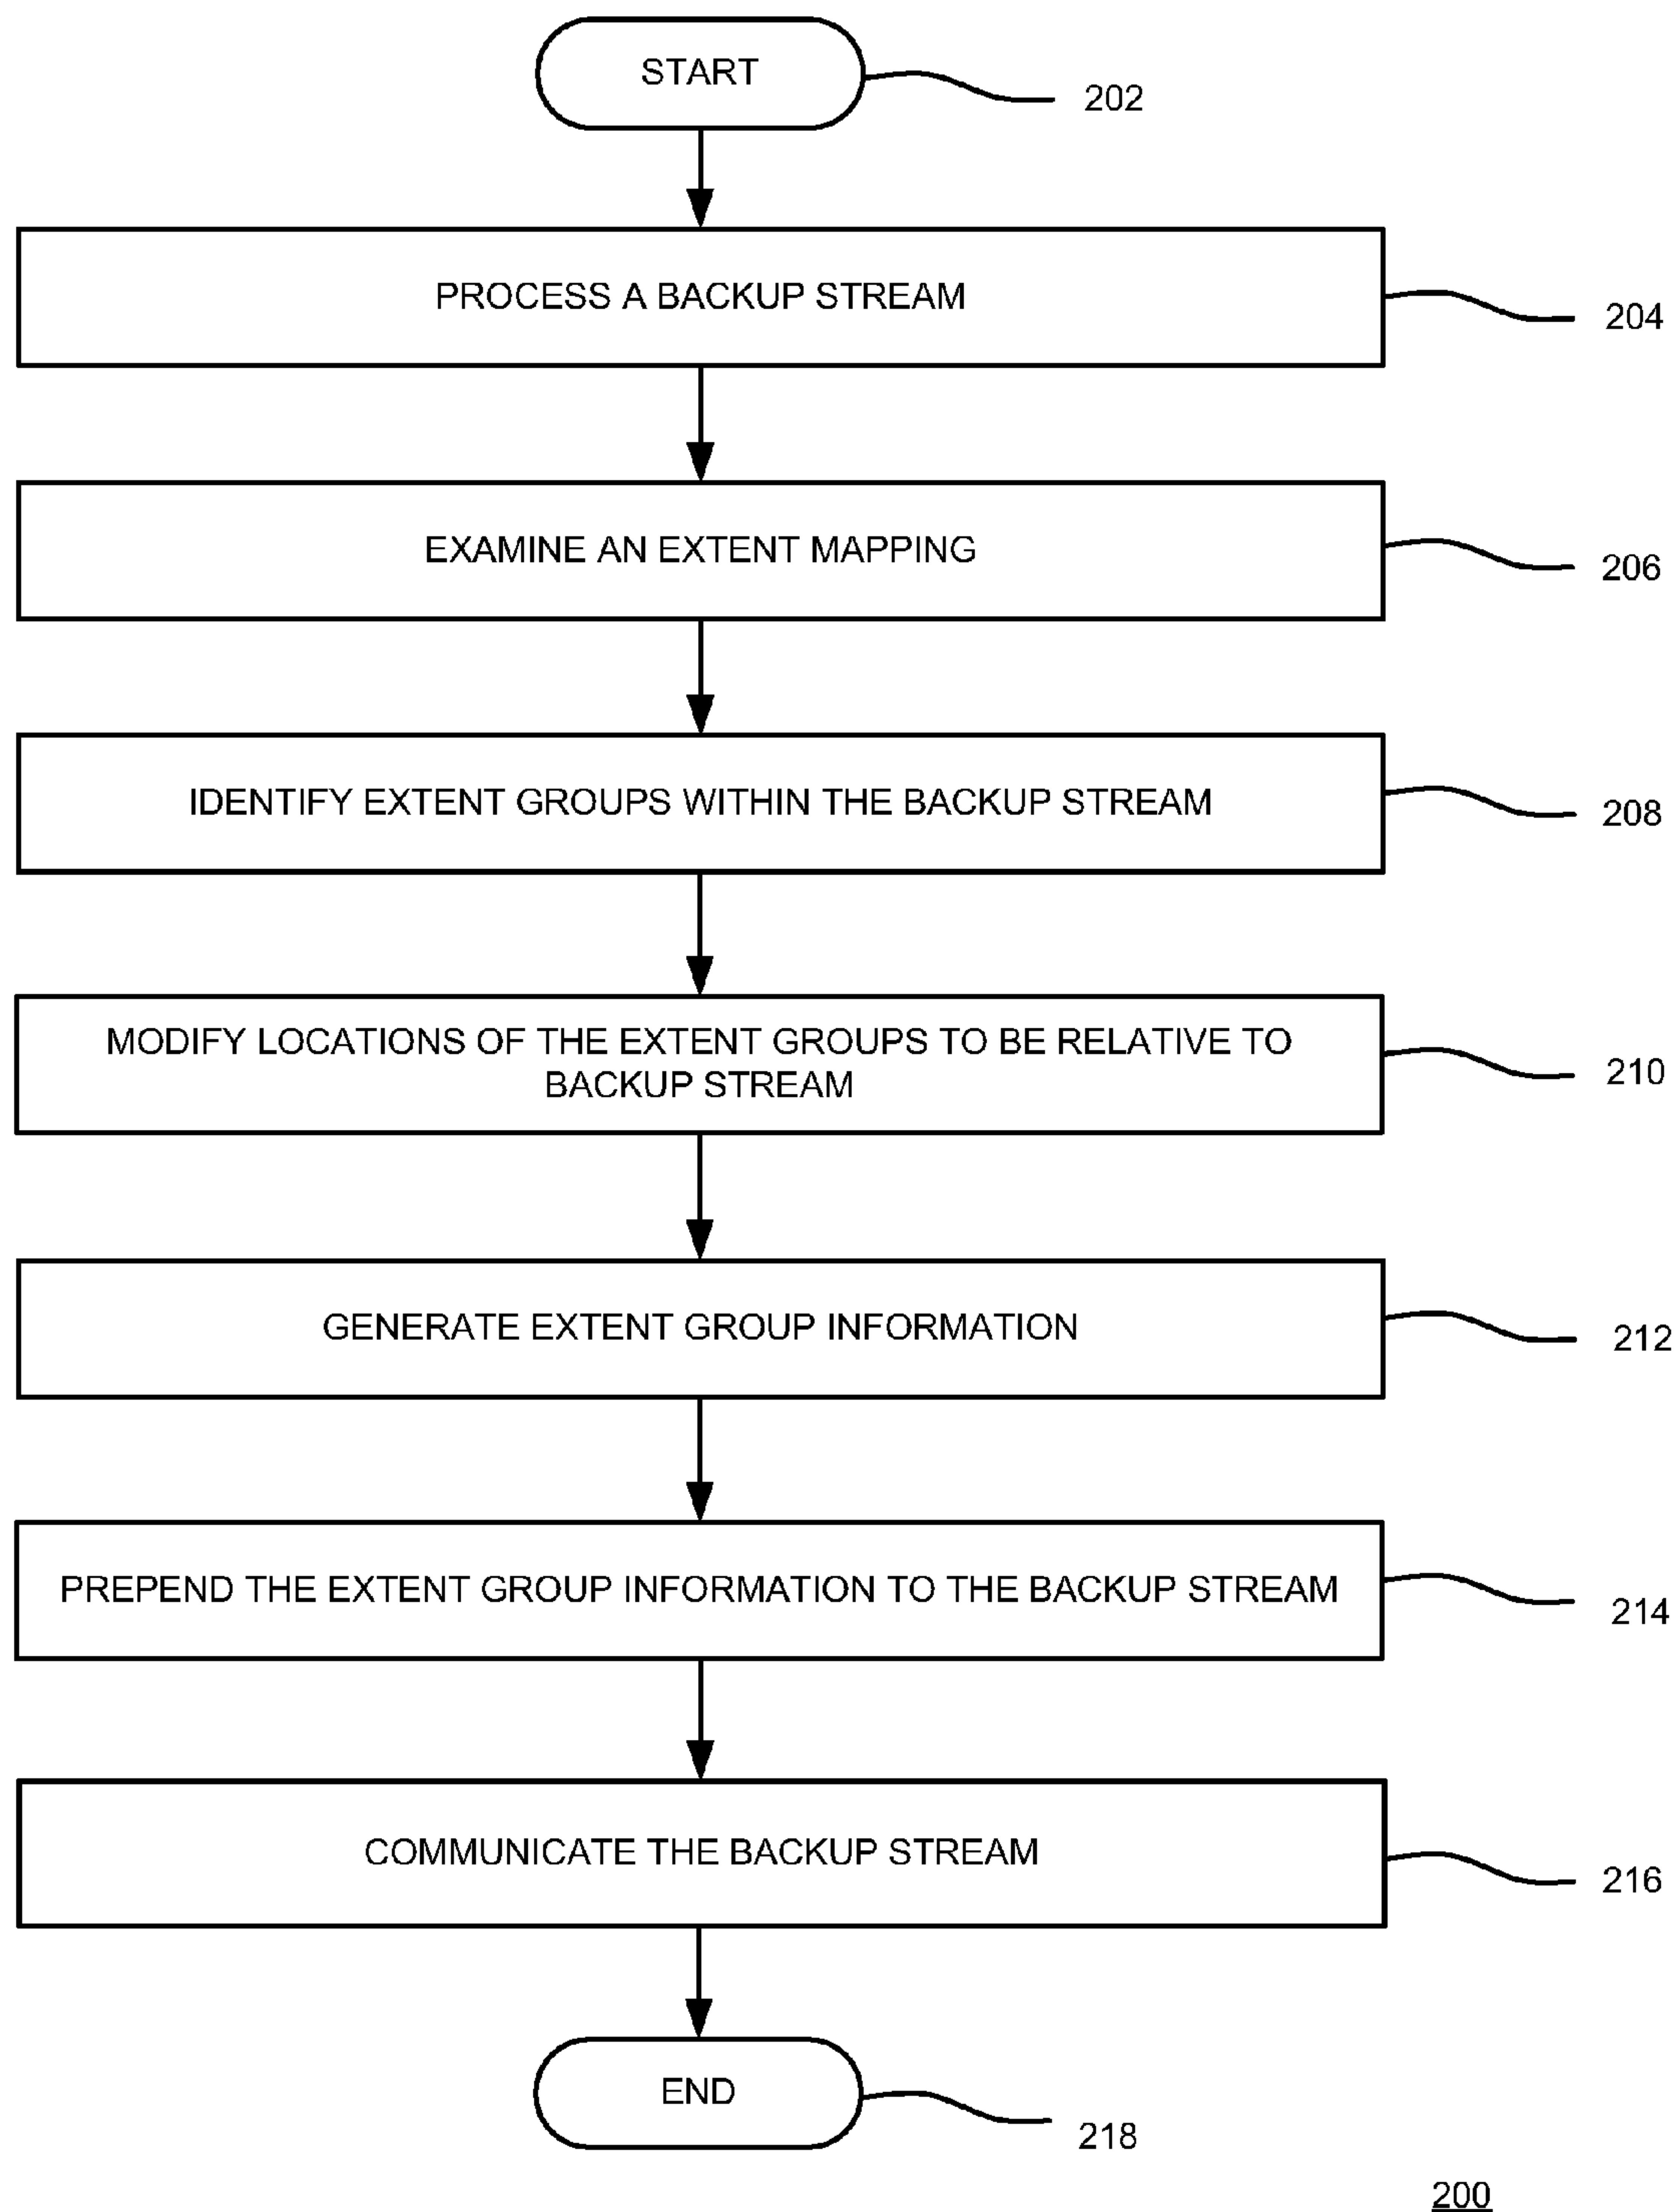 START
202
PROCESS A BACKUP STREAM
204
EXAMINE AN EXTENT MAPPING
206
IDENTIFY EXTENT GROUPS WITHIN THE BACKUP STREAM
208
MODIFY LOCATIONS OF THE EXTENT GROUPS TO BE RELATIVE TO
BACKUP STREAM
210
GENERATE EXTENT GROUP INFORMATION
212
PREPEND THE EXTENT GROUP INFORMATION TO THE BACKUP STREAM
214
COMMUNICATE THE BACKUP STREAM
216
END
218
200